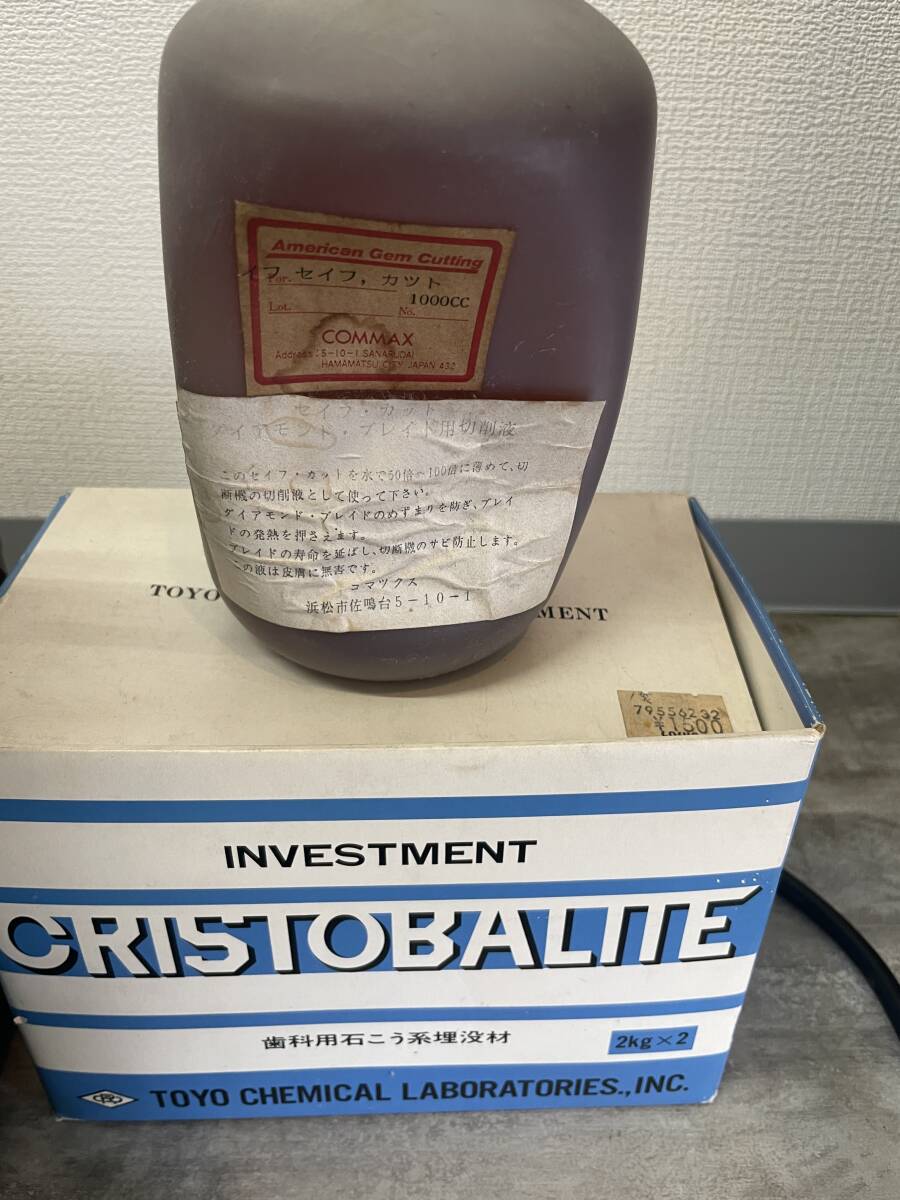 American Gem Cutting
For. イフ セイフ, カット
1000CC
Lot. No.
COMMAX
Address : 5-10-1 SANARUDAI
HAMAMATSU CITY JAPAN 432
セイフ・カット
ダイアモンド・ブレイド用切削液
このセイフ・カットを水で50倍〜100倍に薄めて、切
断機の切削液として使って下さい。
ダイアモンド・ブレイドのめずまりを防ぎ、ブレイ
ドの発熱を押さえます。
ブレイドの寿命を延ばし、切断機のサビ防止します。
この液は皮膚に無害です。
コマックス
浜松市佐鳴台5-10-1
TOYO MENT
79556232
¥1500
INVESTMENT
CRISTOBALITE
歯科用石こう系埋没材
2kg×2
TOYO CHEMICAL LABORATORIES.,INC.